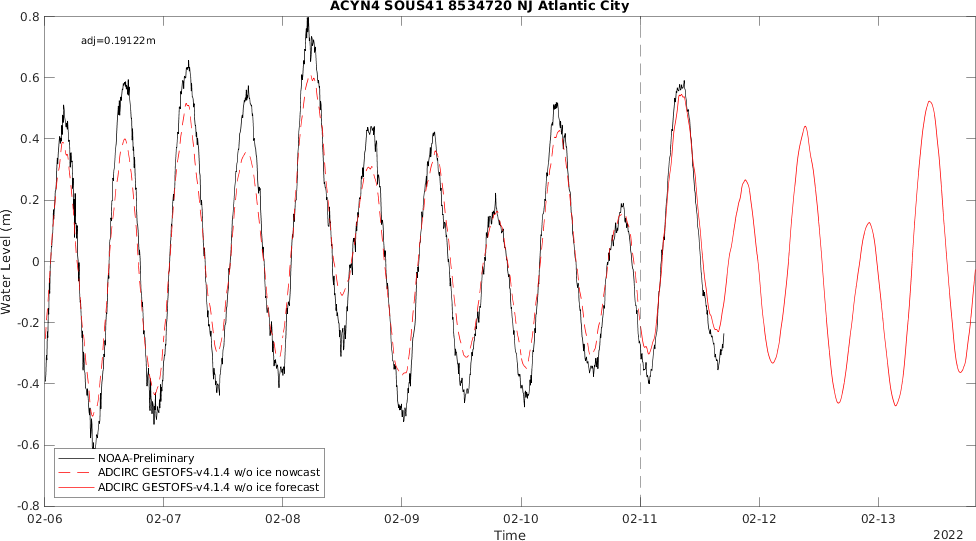 ACYN4 SOUS41 8534720 NJ Atlantic City
adj=0.19122m
0.8
0.6
0.4
0.2
0
-0.2
-0.4
-0.6
-0.8
Water Level (m)
NOAA-Preliminary
ADCIRC GESTOFS-v4.1.4 w/o ice nowcast
ADCIRC GESTOFS-v4.1.4 w/o ice forecast
02-06 02-07 02-08 02-09 02-10 02-11 02-12 02-13
Time
2022